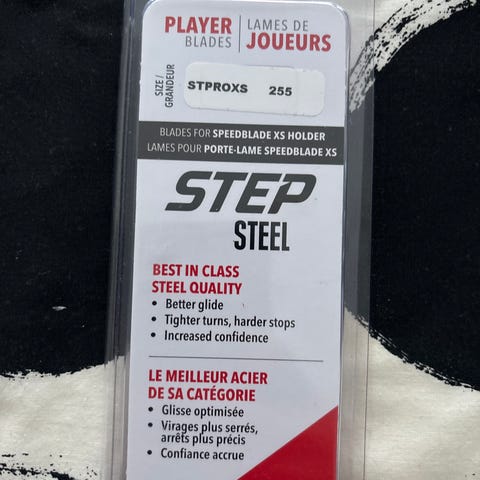 PLAYER BLADES | LAMES DE JOUEURS
SIZE / GRANDEUR
STPROXS 255
BLADES FOR SPEEDBLADE XS HOLDER
LAMES POUR PORTE-LAME SPEEDBLADE XS
STEP
STEEL
BEST IN CLASS
STEEL QUALITY
• Better glide
• Tighter turns, harder stops
• Increased confidence
LE MEILLEUR ACIER
DE SA CATÉGORIE
• Glisse optimisée
• Virages plus serrés,
arrêts plus précis
• Confiance accrue